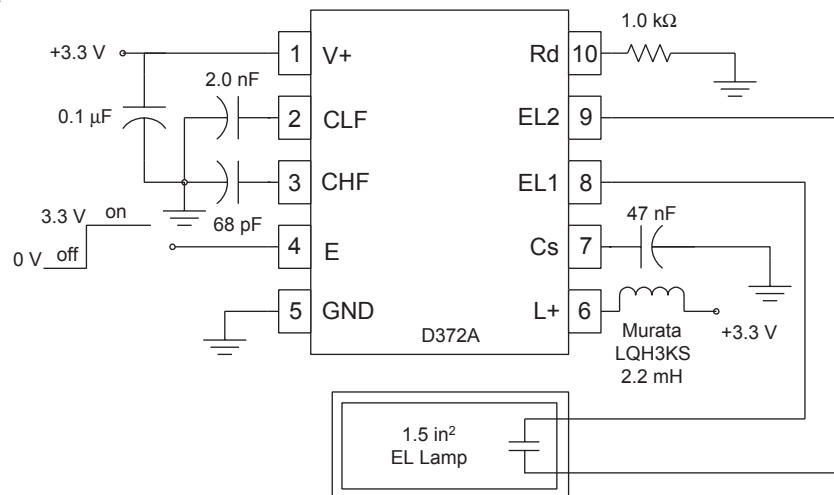 1.0 kΩ
+3.3 V
1
V+
Rd
10
2.0 nF
0.1 μF
2
CLF
EL2
9
3
CHF
EL1
8
68 pF
3.3 V
on
47 nF
0 V
off
4
E
Cs
7
5
GND
L+
6
D372A
Murata
LQH3KS
2.2 mH
+3.3 V
1.5 in²
EL Lamp